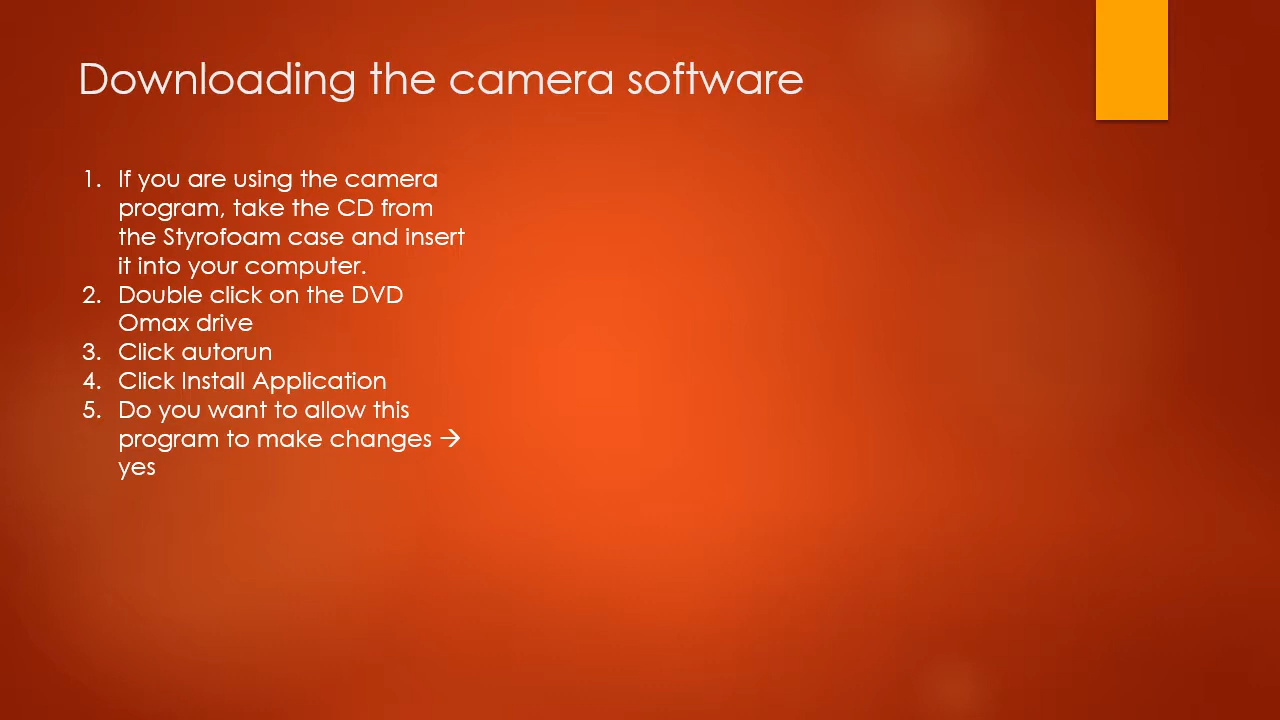 Downloading the camera software
1. If you are using the camera
program, take the CD from
the Styrofoam case and insert
it into your computer.
2. Double click on the DVD
Omax drive
3. Click autorun
4. Click Install Application
5. Do you want to allow this
program to make changes →
yes